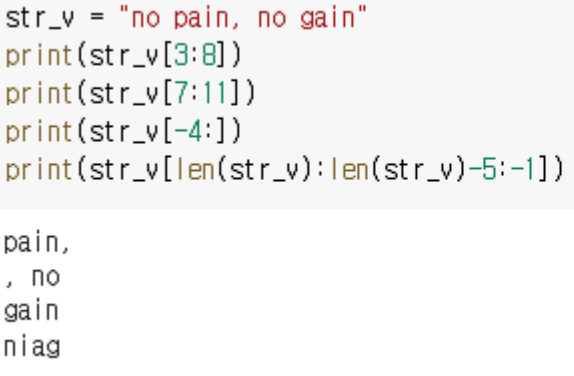 str_v = "no pain, no gain"
print(str_v[3:8])
print(str_v[7:11])
print(str_v[-4:])
print(str_v[len(str_v):len(str_v)-5:-1])
pain,
, no
gain
niag